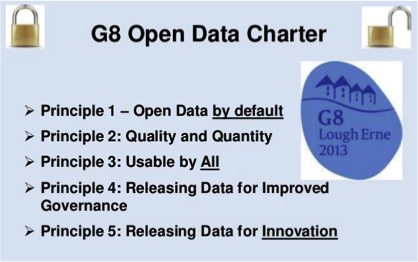 G8 Open Data Charter
G8
Lough Erne
2013
➢ Principle 1 – Open Data by default
➢ Principle 2: Quality and Quantity
➢ Principle 3: Usable by All
➢ Principle 4: Releasing Data for Improved
Governance
➢ Principle 5: Releasing Data for Innovation